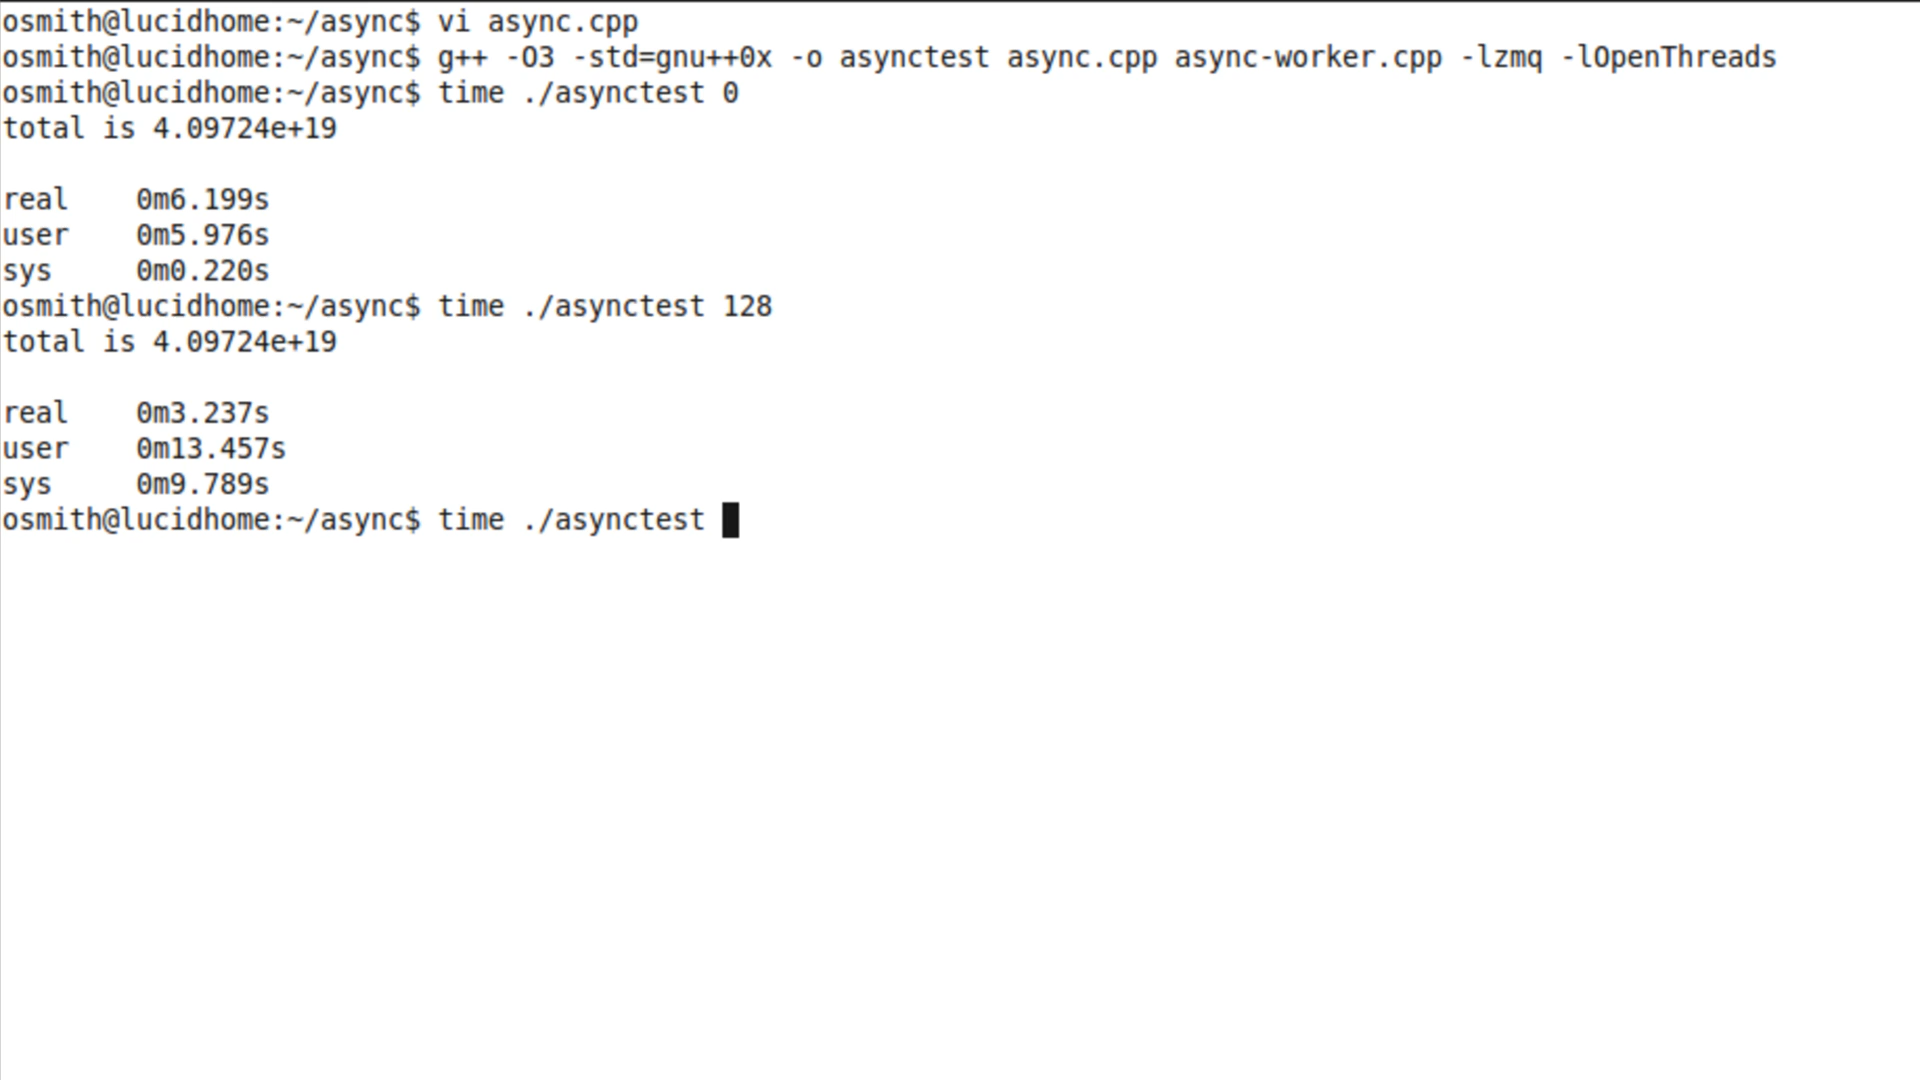 osmith@lucidhome:~/async$ vi async.cpp
osmith@lucidhome:~/async$ g++ -O3 -std=gnu++0x -o asynctest async.cpp async-worker.cpp -lzmq -lOpenThreads
osmith@lucidhome:~/async$ time ./asynctest 0
total is 4.09724e+19
real    0m6.199s
user    0m5.976s
sys     0m0.220s
osmith@lucidhome:~/async$ time ./asynctest 128
total is 4.09724e+19
real    0m3.237s
user    0m13.457s
sys     0m9.789s
osmith@lucidhome:~/async$ time ./asynctest